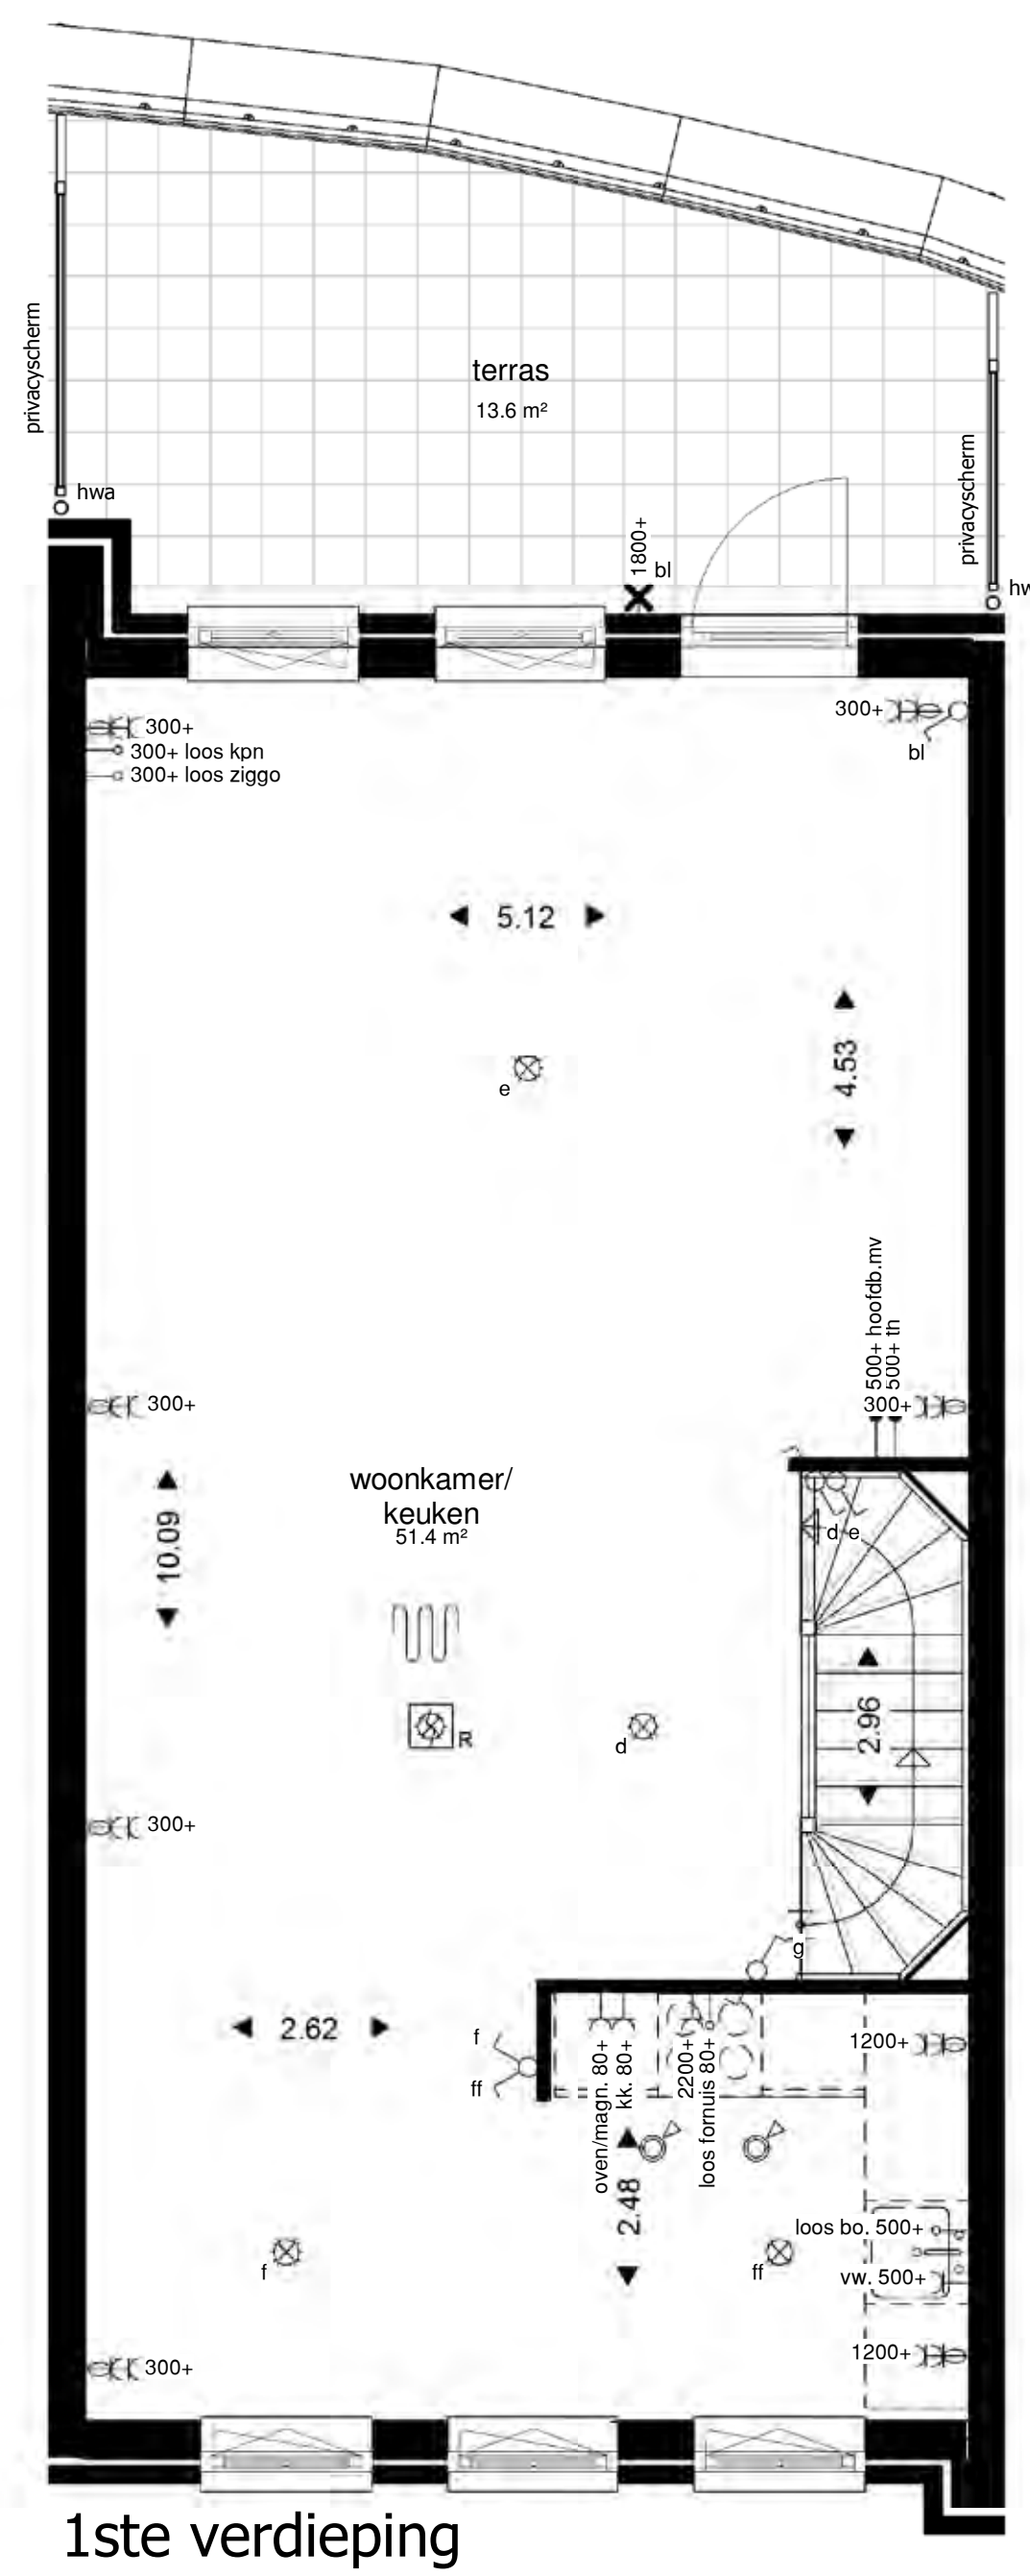 privacyscherm
terras
13.6 m²
privacyscherm
hwa
1800+
bl
hw
300+
300+ loos kpn
300+ loos ziggo
300+
bl
5.12
4.53
500+ hoofdb.mv
500+ th
300+
300+
woonkamer/
keuken
51.4 m²
10.09
d e
2.96
R
d
e
300+
g
2.62
f
ff
oven/magn. 80+
kk. 80+
2200+
loos fornuis 80+
1200+
2.48
loos bo. 500+
vw. 500+
f
ff
1200+
300+
1ste verdieping